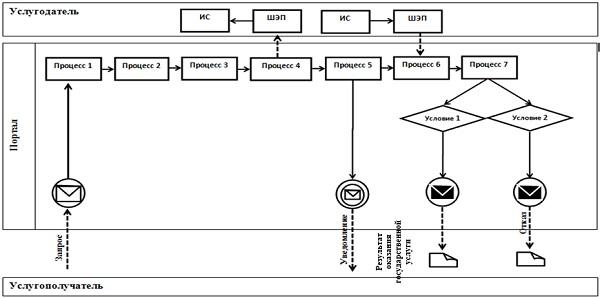 Услугодатель
ИС
ШЭП
ИС
ШЭП
Портал
Процесс 1
Процесс 2
Процесс 3
Процесс 4
Процесс 5
Процесс 6
Процесс 7
Условие 1
Условие 2
Запрос
Уведомление
Результат
оказания
государственной
услуги
Отказ
Услугополучатель